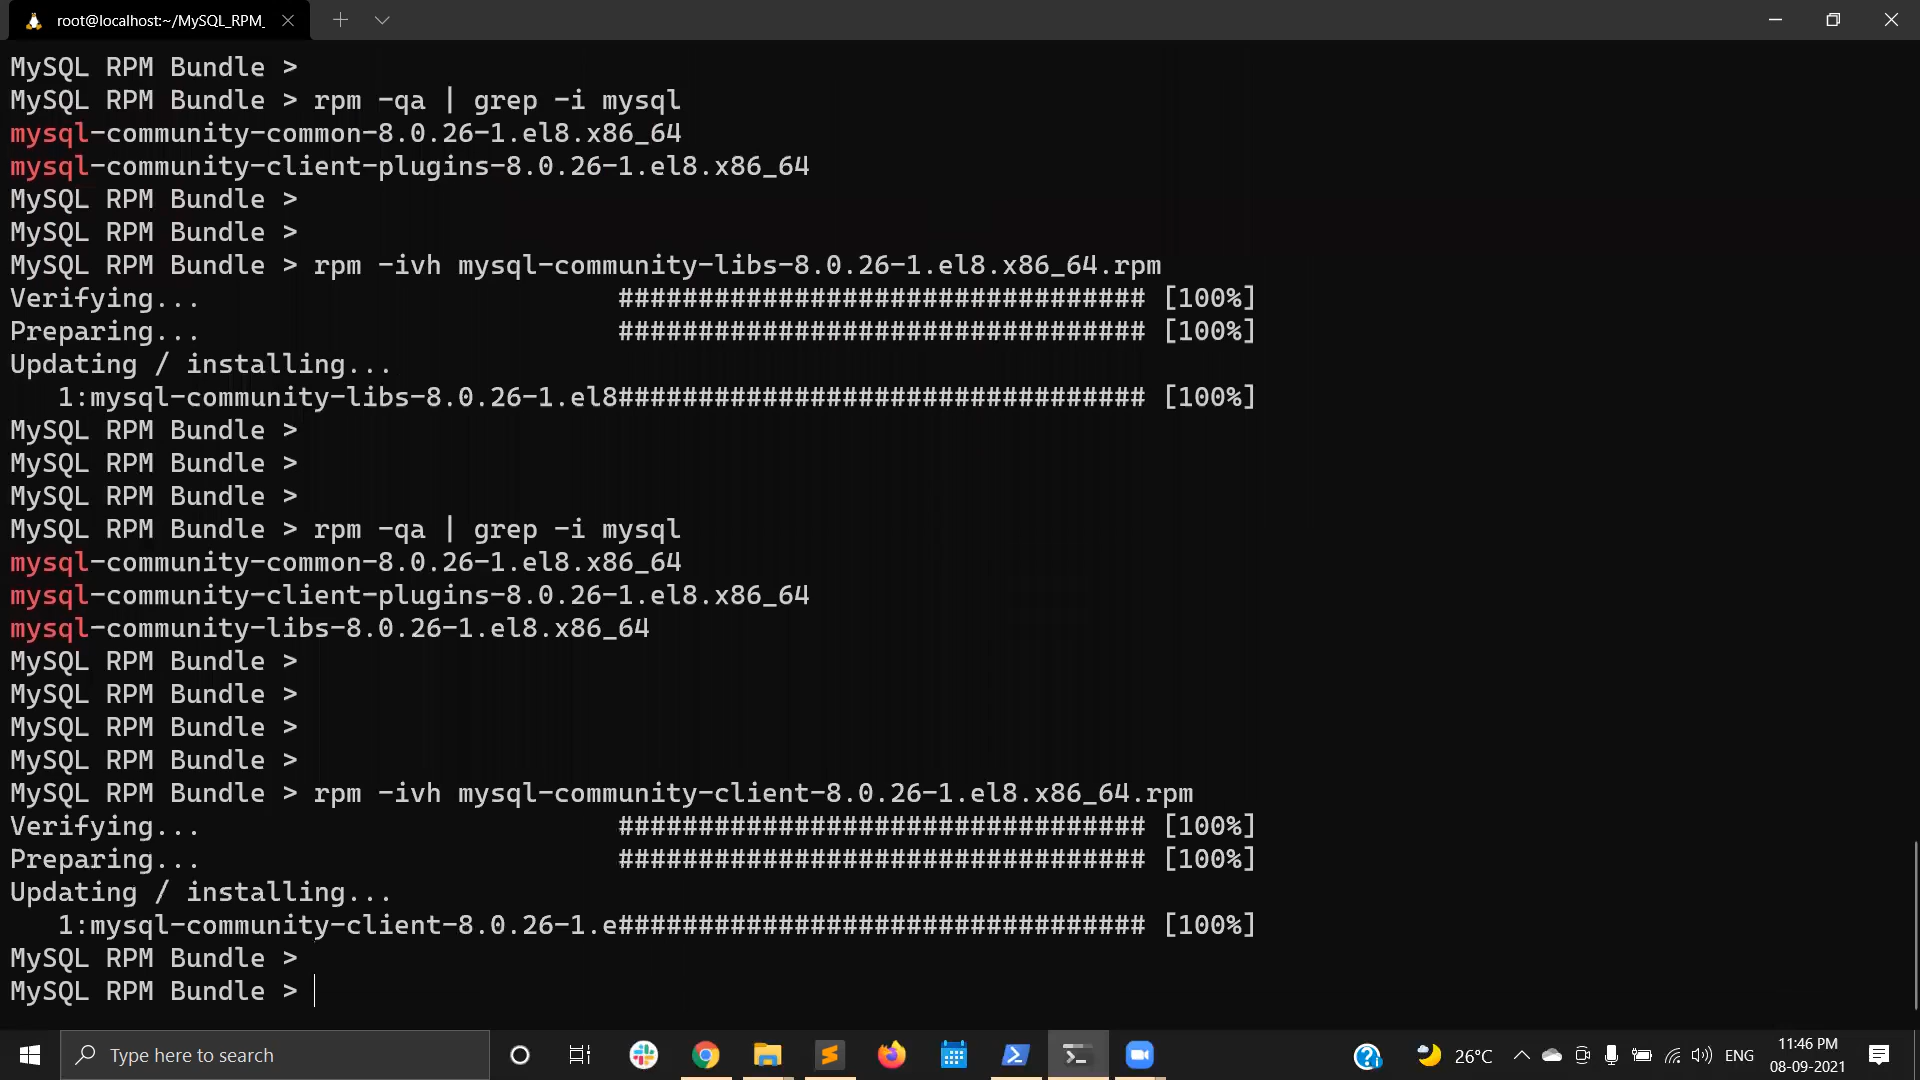 root@localhost:~/MySQL_RPM_
MySQL RPM Bundle >
MySQL RPM Bundle > rpm -qa | grep -i mysql
mysql-community-common-8.0.26-1.el8.x86_64
mysql-community-client-plugins-8.0.26-1.el8.x86_64
MySQL RPM Bundle >
MySQL RPM Bundle >
MySQL RPM Bundle > rpm -ivh mysql-community-libs-8.0.26-1.el8.x86_64.rpm
Verifying... ################################# [100%]
Preparing... ################################# [100%]
Updating / installing...
1:mysql-community-libs-8.0.26-1.el8################################# [100%]
MySQL RPM Bundle >
MySQL RPM Bundle >
MySQL RPM Bundle >
MySQL RPM Bundle > rpm -qa | grep -i mysql
mysql-community-common-8.0.26-1.el8.x86_64
mysql-community-client-plugins-8.0.26-1.el8.x86_64
mysql-community-libs-8.0.26-1.el8.x86_64
MySQL RPM Bundle >
MySQL RPM Bundle >
MySQL RPM Bundle >
MySQL RPM Bundle >
MySQL RPM Bundle > rpm -ivh mysql-community-client-8.0.26-1.el8.x86_64.rpm
Verifying... ################################# [100%]
Preparing... ################################# [100%]
Updating / installing...
1:mysql-community-client-8.0.26-1.e################################# [100%]
MySQL RPM Bundle >
MySQL RPM Bundle >
Type here to search
26°C
ENG
11:46 PM
08-09-2021